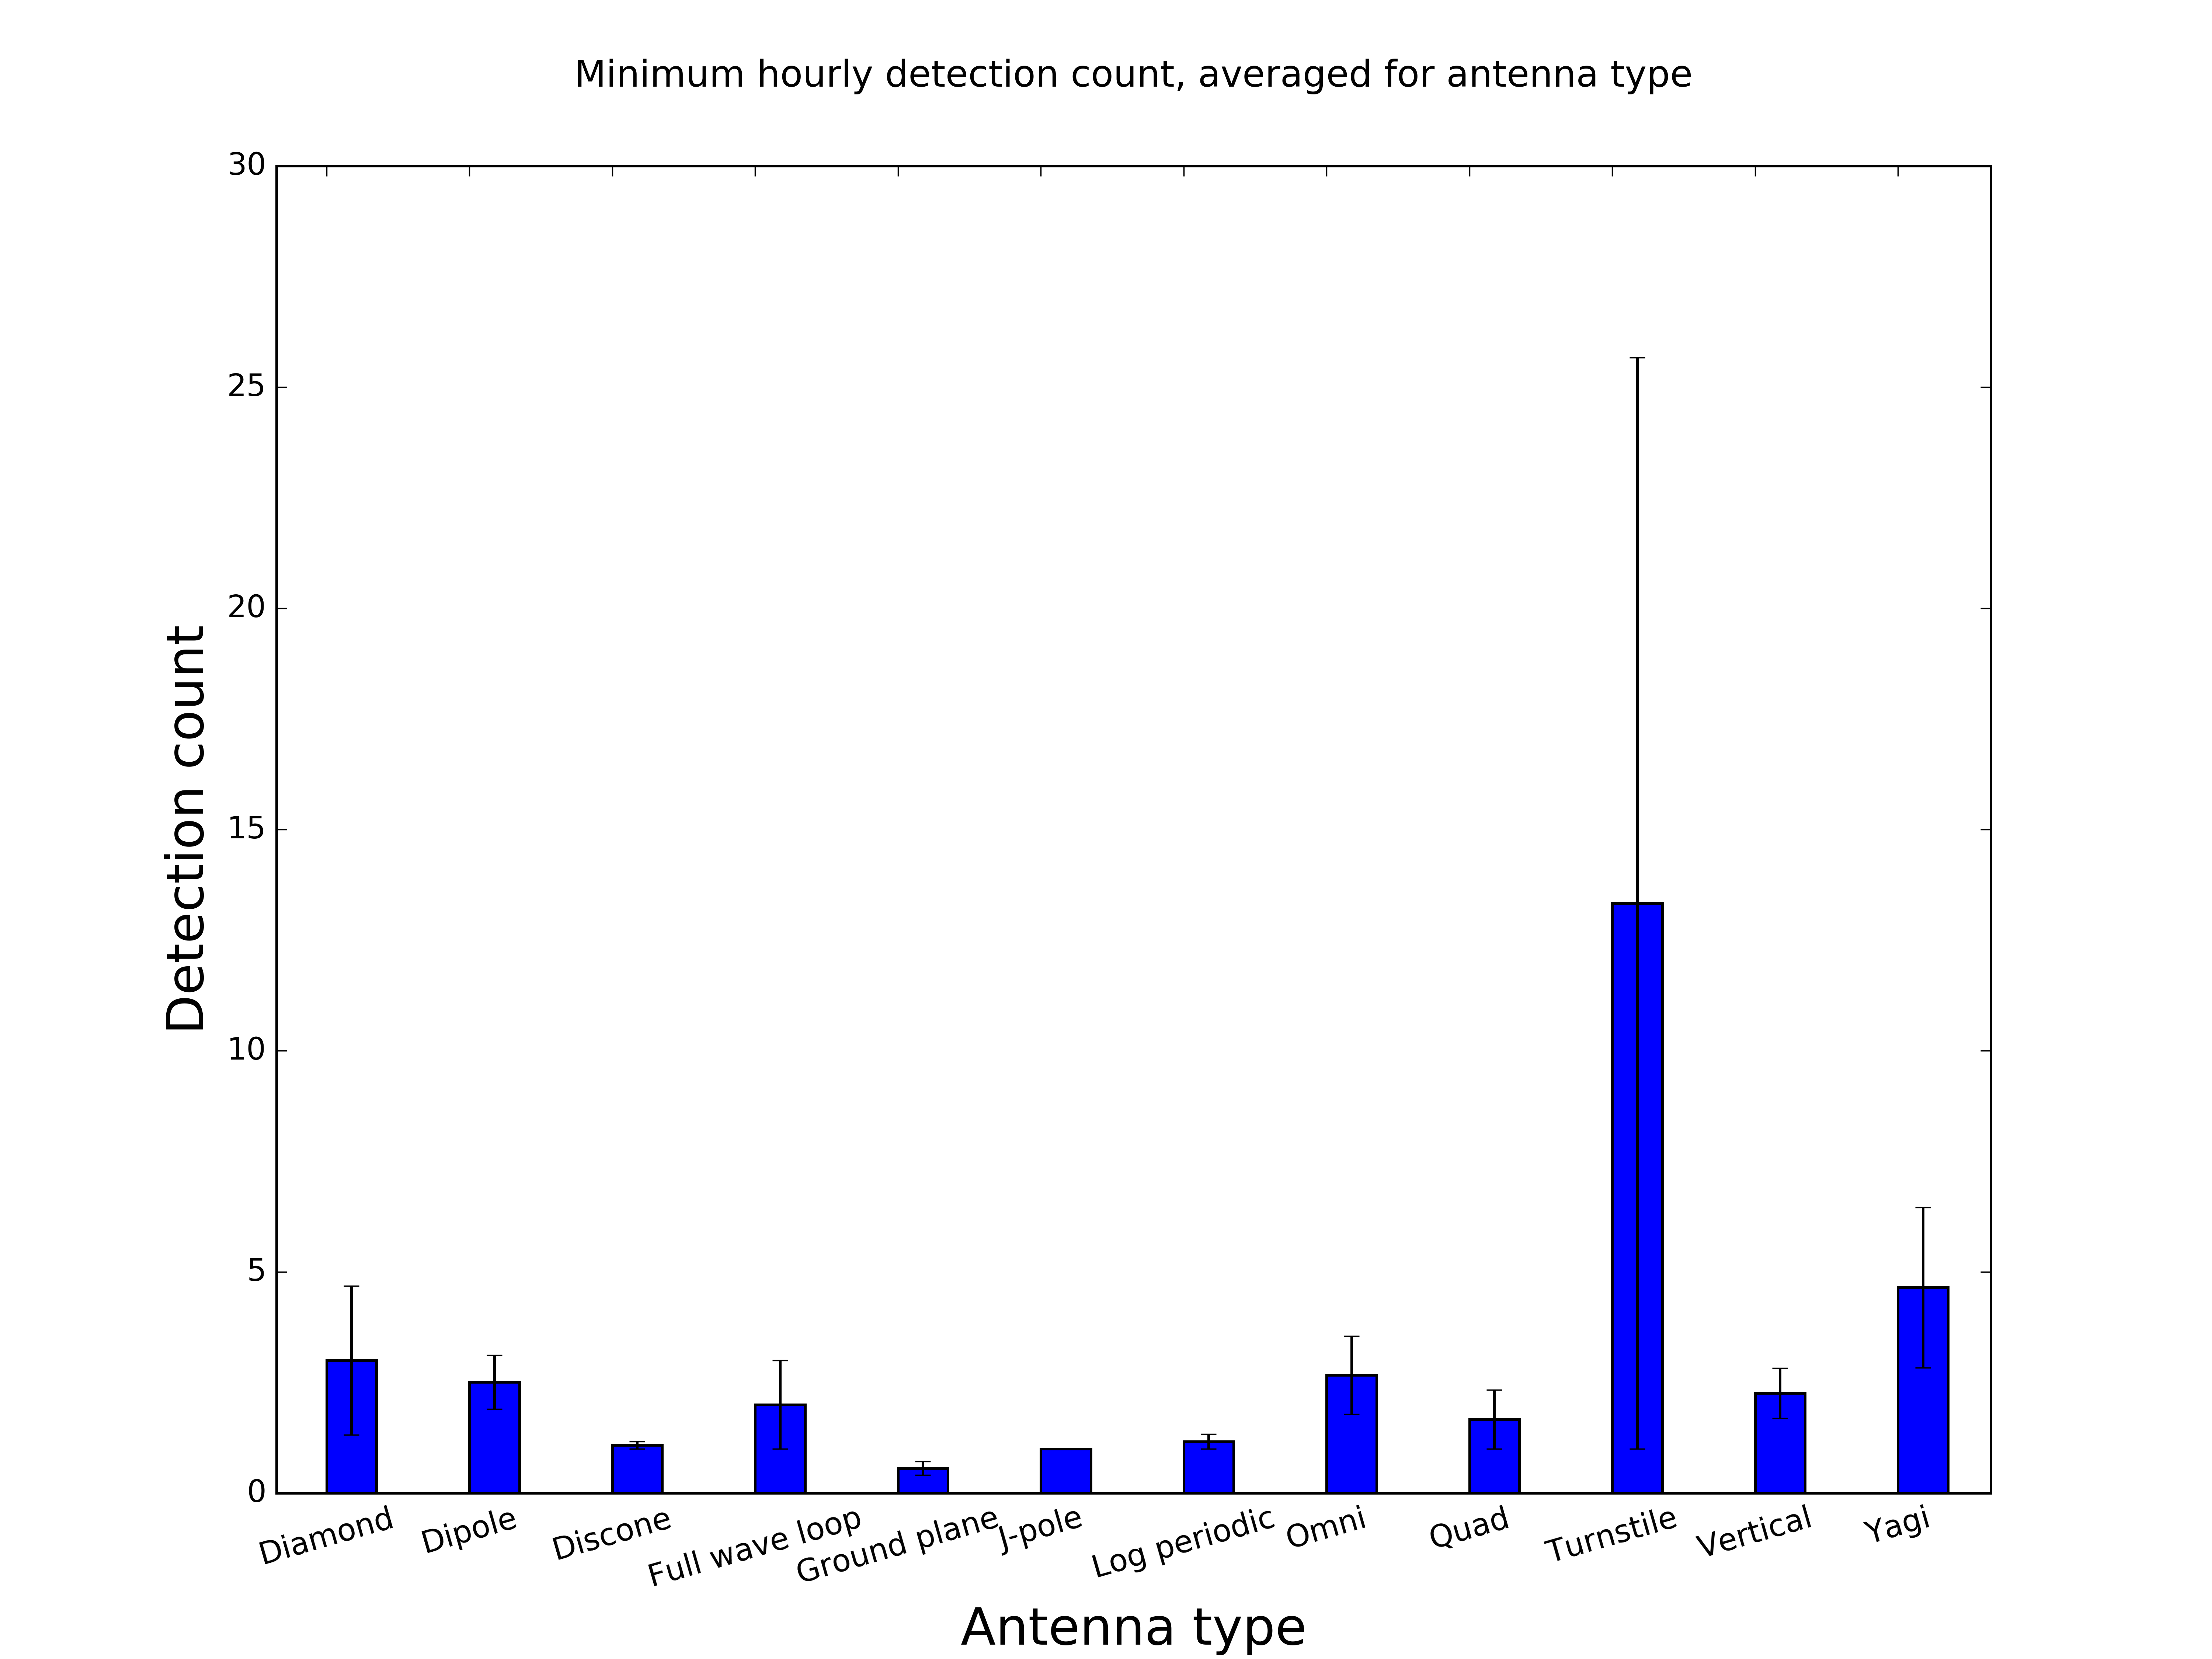 Minimum hourly detection count, averaged for antenna type
30
25
20
15
10
5
0
Detection count
Diamond
Dipole
Discone
Full wave loop
Ground plane
J-pole
Log periodic
Omni
Quad
Turnstile
Vertical
Yagi
Antenna type